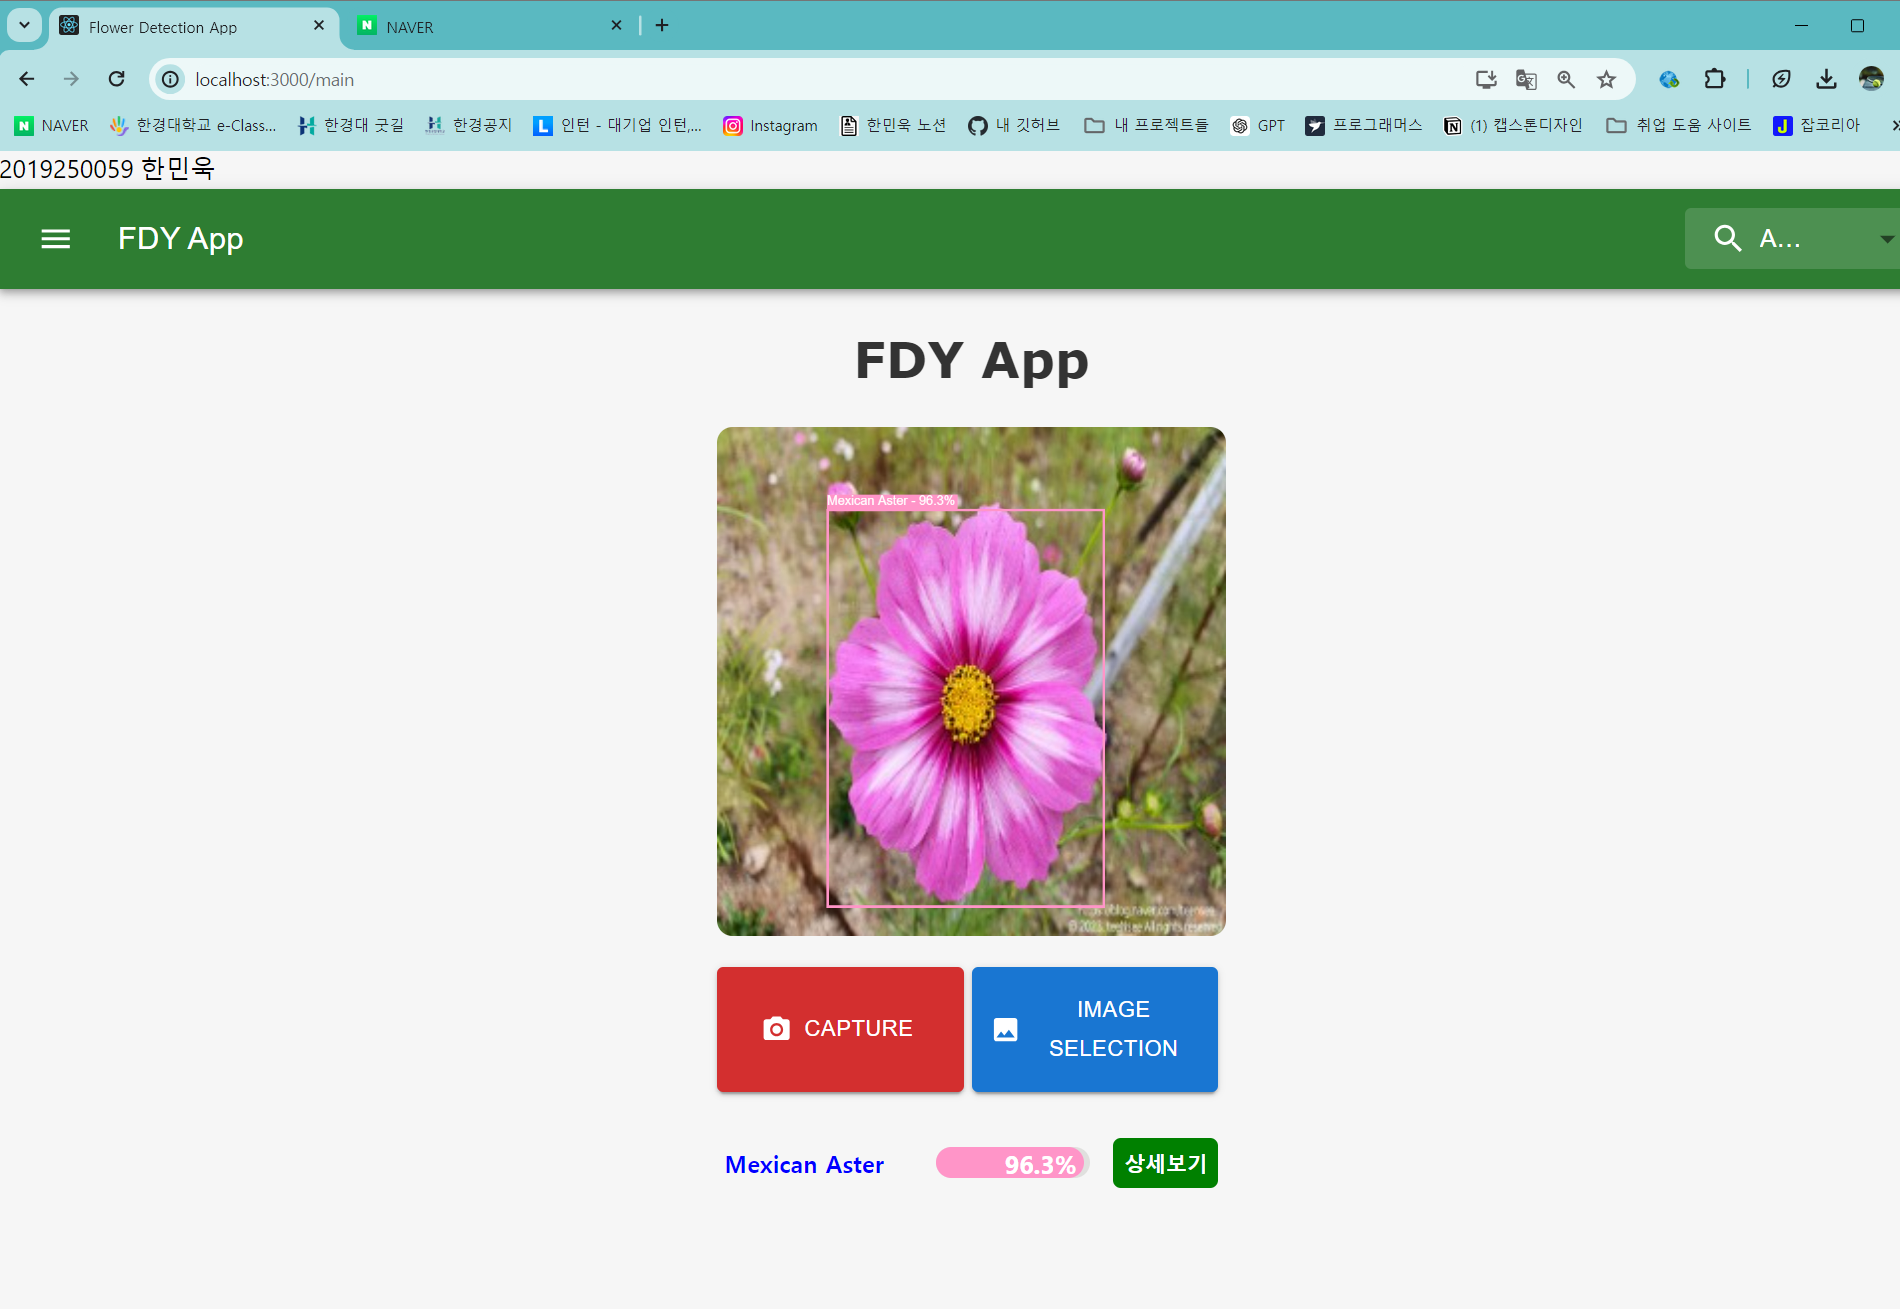 Flower Detection App
NAVER
localhost:3000/main
NAVER
한경대학교 e-Class...
한경대 굿길
한경공지
인턴 - 대기업 인턴,...
Instagram
한민욱 노션
내 깃허브
내 프로젝트들
GPT
프로그래머스
(1) 캡스톤디자인
취업 도움 사이트
잡코리아
2019250059 한민욱
FDY App
A...
FDY App
Mexican Aster - 96.3%
CAPTURE
IMAGE
SELECTION
Mexican Aster
96.3%
상세보기